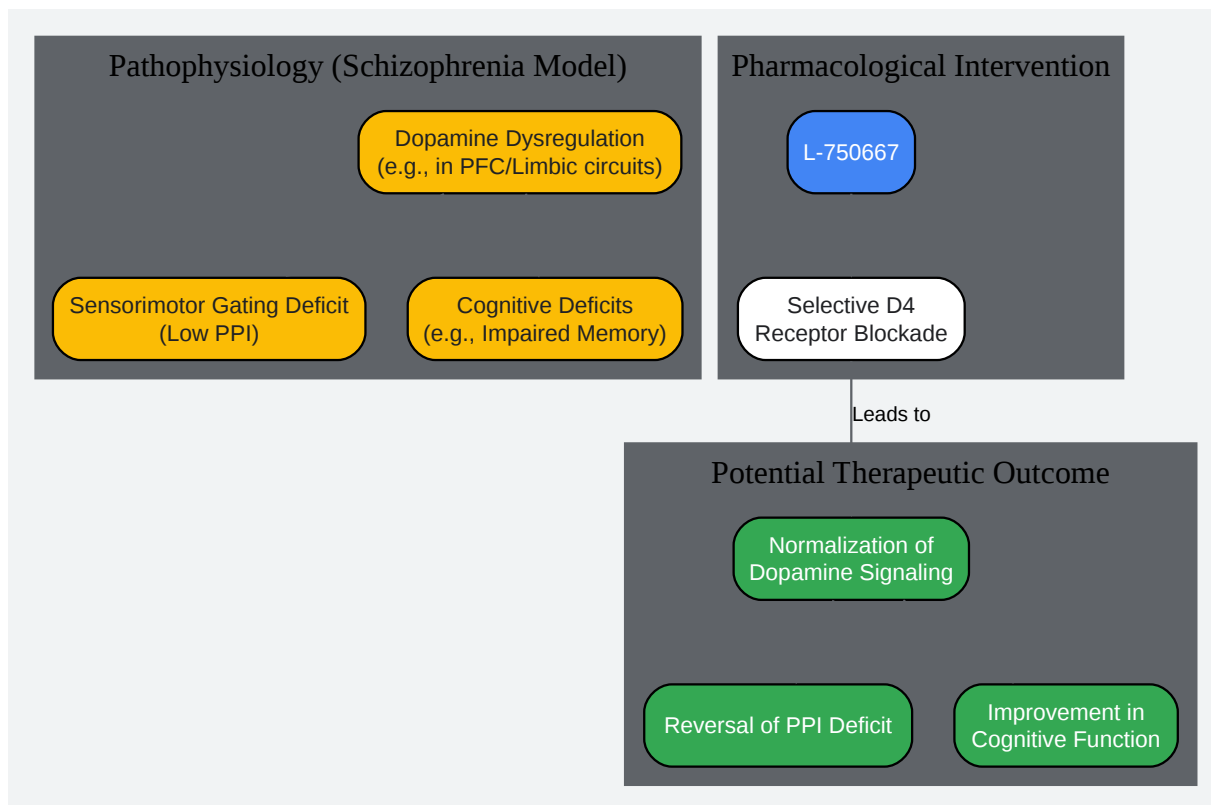 Pathophysiology (Schizophrenia Model)
Dopamine Dysregulation
(e.g., in PFC/Limbic circuits)
Sensorimotor Gating Deficit
(Low PPI)
Cognitive Deficits
(e.g., Impaired Memory)
Pharmacological Intervention
L-750667
Selective D4
Receptor Blockade
Leads to
Potential Therapeutic Outcome
Normalization of
Dopamine Signaling
Reversal of PPI Deficit
Improvement in
Cognitive Function